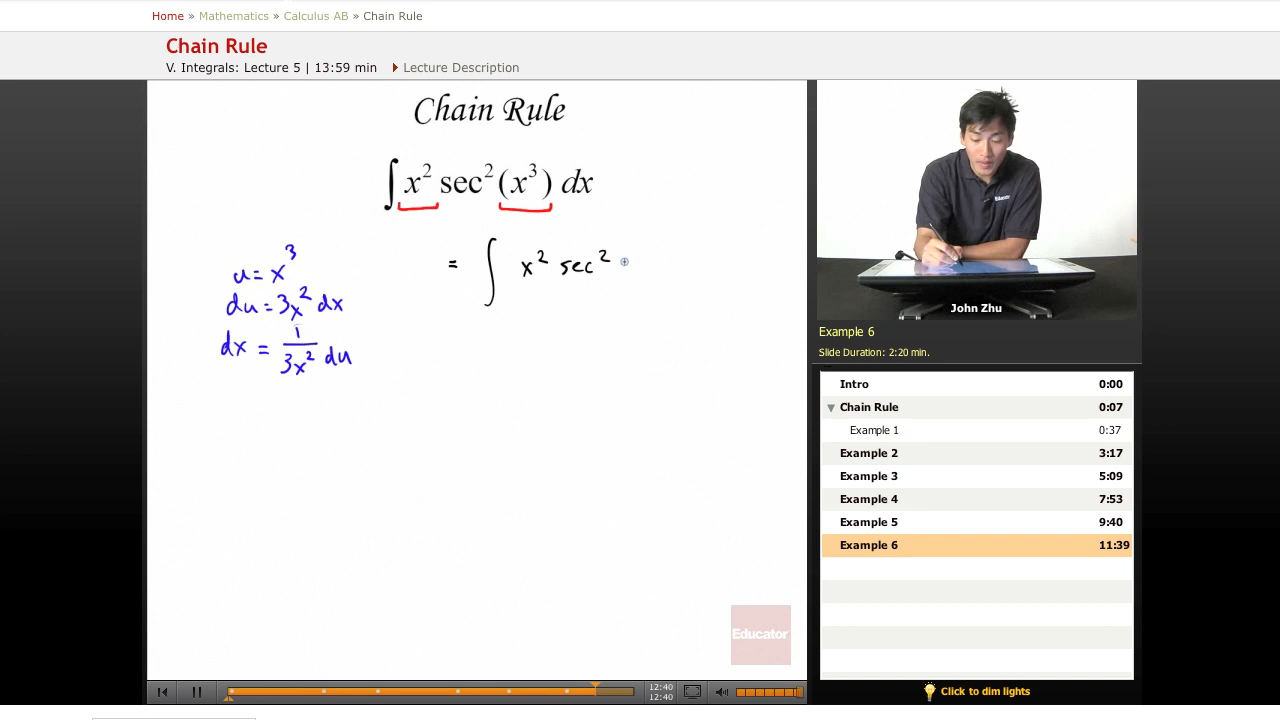 Home » Mathematics » Calculus AB » Chain Rule
Chain Rule
V. Integrals: Lecture 5 | 13:59 min Lecture Description
Chain Rule
∫ x² sec² (x³) dx
= ∫ x² sec²
u = x³
du = 3x² dx
dx = 1/3x² du
Educator
12:40
12:40
John Zhu
Example 6
Slide Duration: 2:20 min.
Intro 0:00
Chain Rule 0:07
Example 1 0:37
Example 2 3:17
Example 3 5:09
Example 4 7:53
Example 5 9:40
Example 6 11:39
Click to dim lights